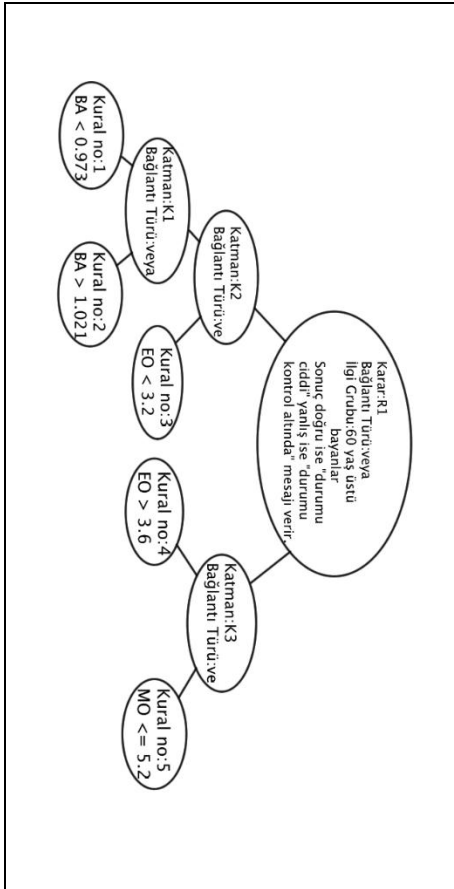 Karar:R1
Bağlantı Türü:veya
İlgi Grubu:60 yaş üstü
bayanlar
Sonuç doğru ise "durumu
ciddi" yanlış ise "durumu
kontrol altında" mesajı verir.
Katman:K2
Bağlantı Türü:ve
Katman:K3
Bağlantı Türü:ve
Katman:K1
Bağlantı Türü:veya
Kural no:3
EO < 3.2
Kural no:4
EO > 3.6
Kural no:5
MO <= 5.2
Kural no:1
BA < 0.973
Kural no:2
BA > 1.021